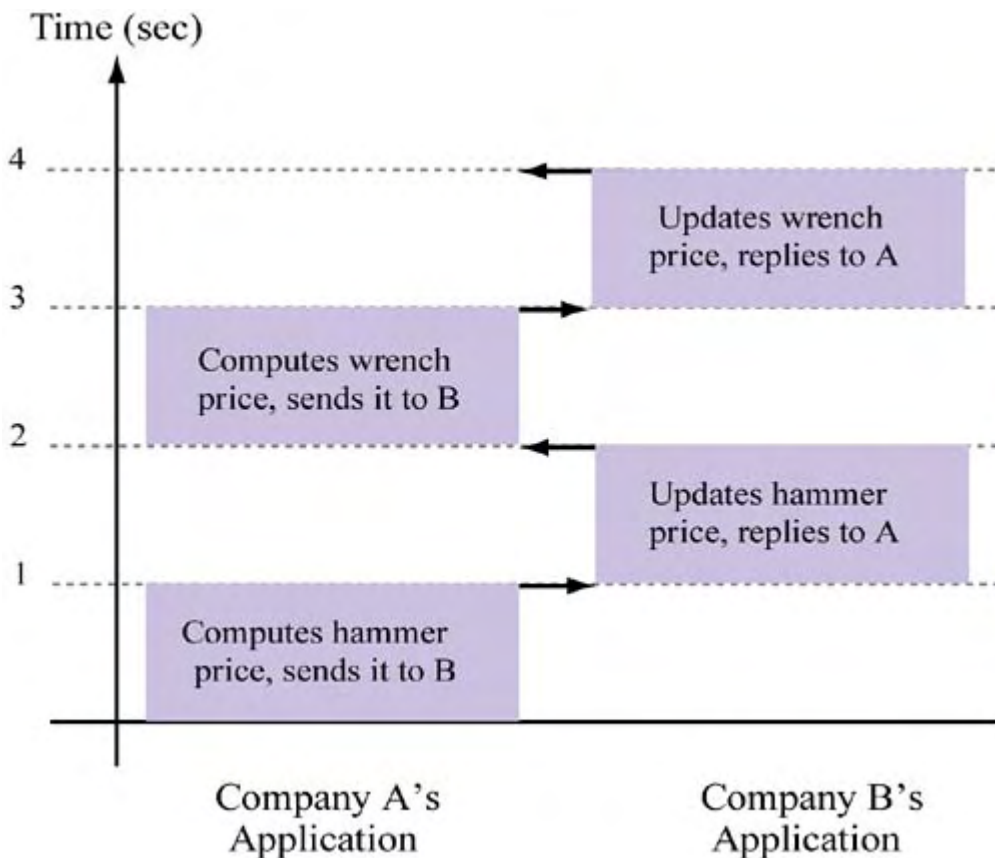 Time (sec)
4
Updates wrench
price, replies to A
3
Computes wrench
price, sends it to B
2
Updates hammer
price, replies to A
1
Computes hammer
price, sends it to B
Company A's
Application
Company B's
Application